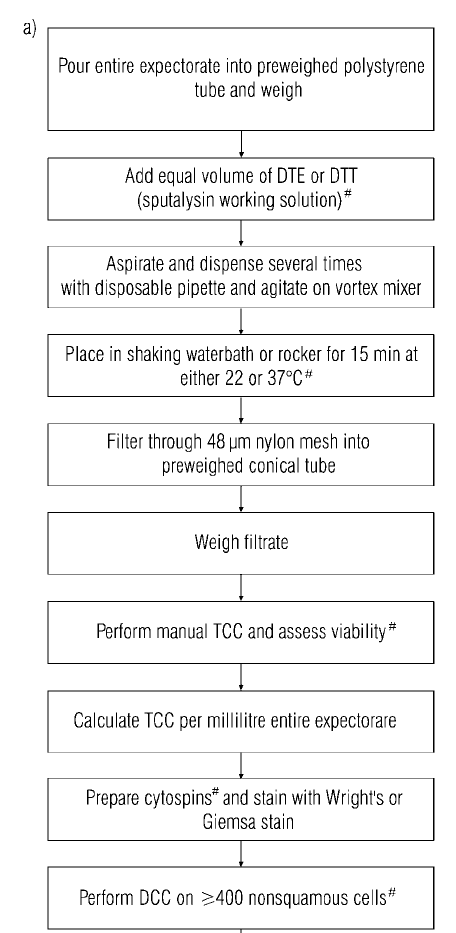 a)
Pour entire expectorate into preweighed polystyrene
tube and weigh
Add equal volume of DTE or DTT
(sputalysin working solution)#
Aspirate and dispense several times
with disposable pipette and agitate on vortex mixer
Place in shaking waterbath or rocker for 15 min at
either 22 or 37°C#
Filter through 48 µm nylon mesh into
preweighed conical tube
Weigh filtrate
Perform manual TCC and assess viability#
Calculate TCC per millilitre entire expectorare
Prepare cytospins# and stain with Wright's or
Giemsa stain
Perform DCC on ⩾400 nonsquamous cells#